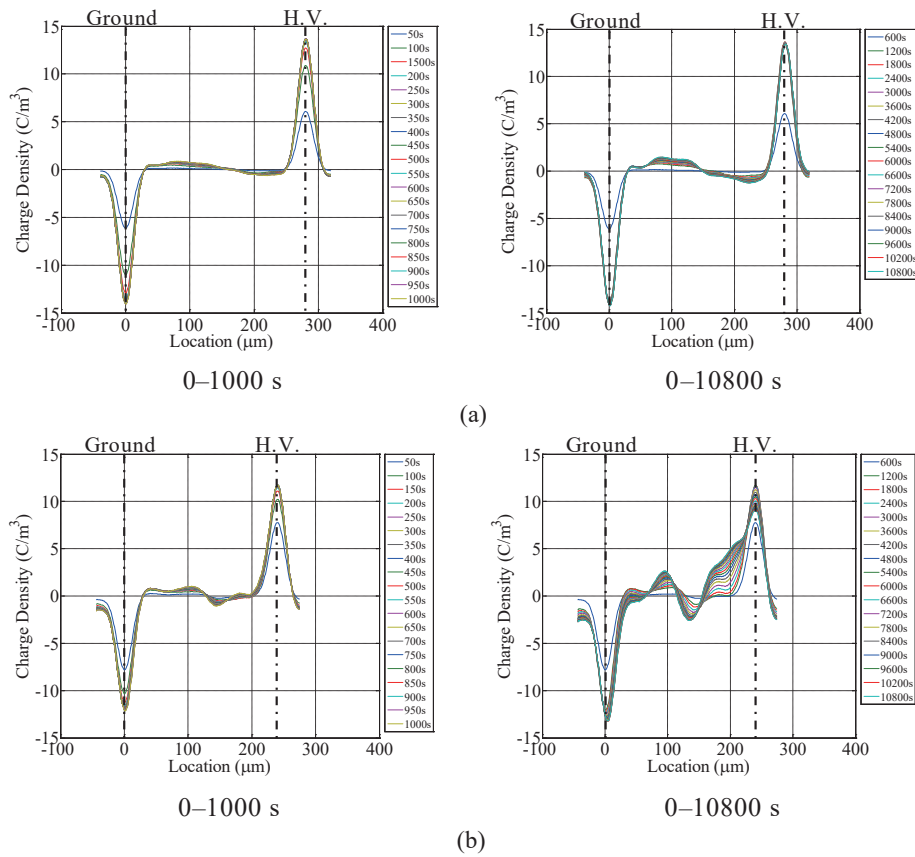 Ground H.V.
15
10
5
0
-5
-10
-15
Charge Density (C/m³)
-100 0 100 200 300 400
Location (μm)
50s
100s
1500s
200s
250s
300s
350s
400s
450s
500s
550s
600s
650s
700s
750s
800s
850s
900s
950s
1000s
0–1000 s
Ground H.V.
15
10
5
0
-5
-10
-15
Charge Density (C/m³)
-100 0 100 200 300 400
Location (μm)
600s
1200s
1800s
2400s
3000s
3600s
4200s
4800s
5400s
6000s
6600s
7200s
7800s
8400s
9000s
9600s
10200s
10800s
0–10800 s
(a)
Ground H.V.
15
10
5
0
-5
-10
-15
Charge Density (C/m³)
-100 0 100 200 300 400
Location (μm)
50s
100s
150s
200s
250s
300s
350s
400s
450s
500s
550s
600s
650s
700s
750s
800s
850s
900s
950s
1000s
0–1000 s
Ground H.V.
15
10
5
0
-5
-10
-15
Charge Density (C/m³)
-100 0 100 200 300 400
Location (μm)
600s
1200s
1800s
2400s
3000s
3600s
4200s
4800s
5400s
6000s
6600s
7200s
7800s
8400s
9000s
9600s
10200s
10800s
0–10800 s
(b)